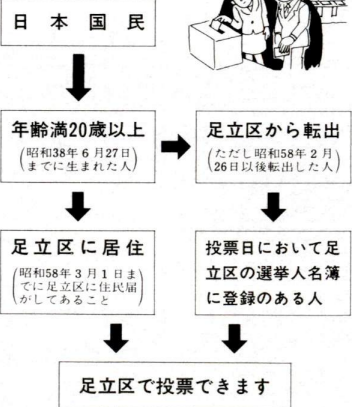 日本国民
年齢満20歳以上
(昭和38年6月27日
までに生まれた人)
足立区から転出
(ただし昭和58年2月
26日以後転出した人)
足立区に居住
(昭和58年3月1日ま
でに足立区に住民届
がしてあること)
投票日において足
立区の選挙人名簿
に登録のある人
足立区で投票できます